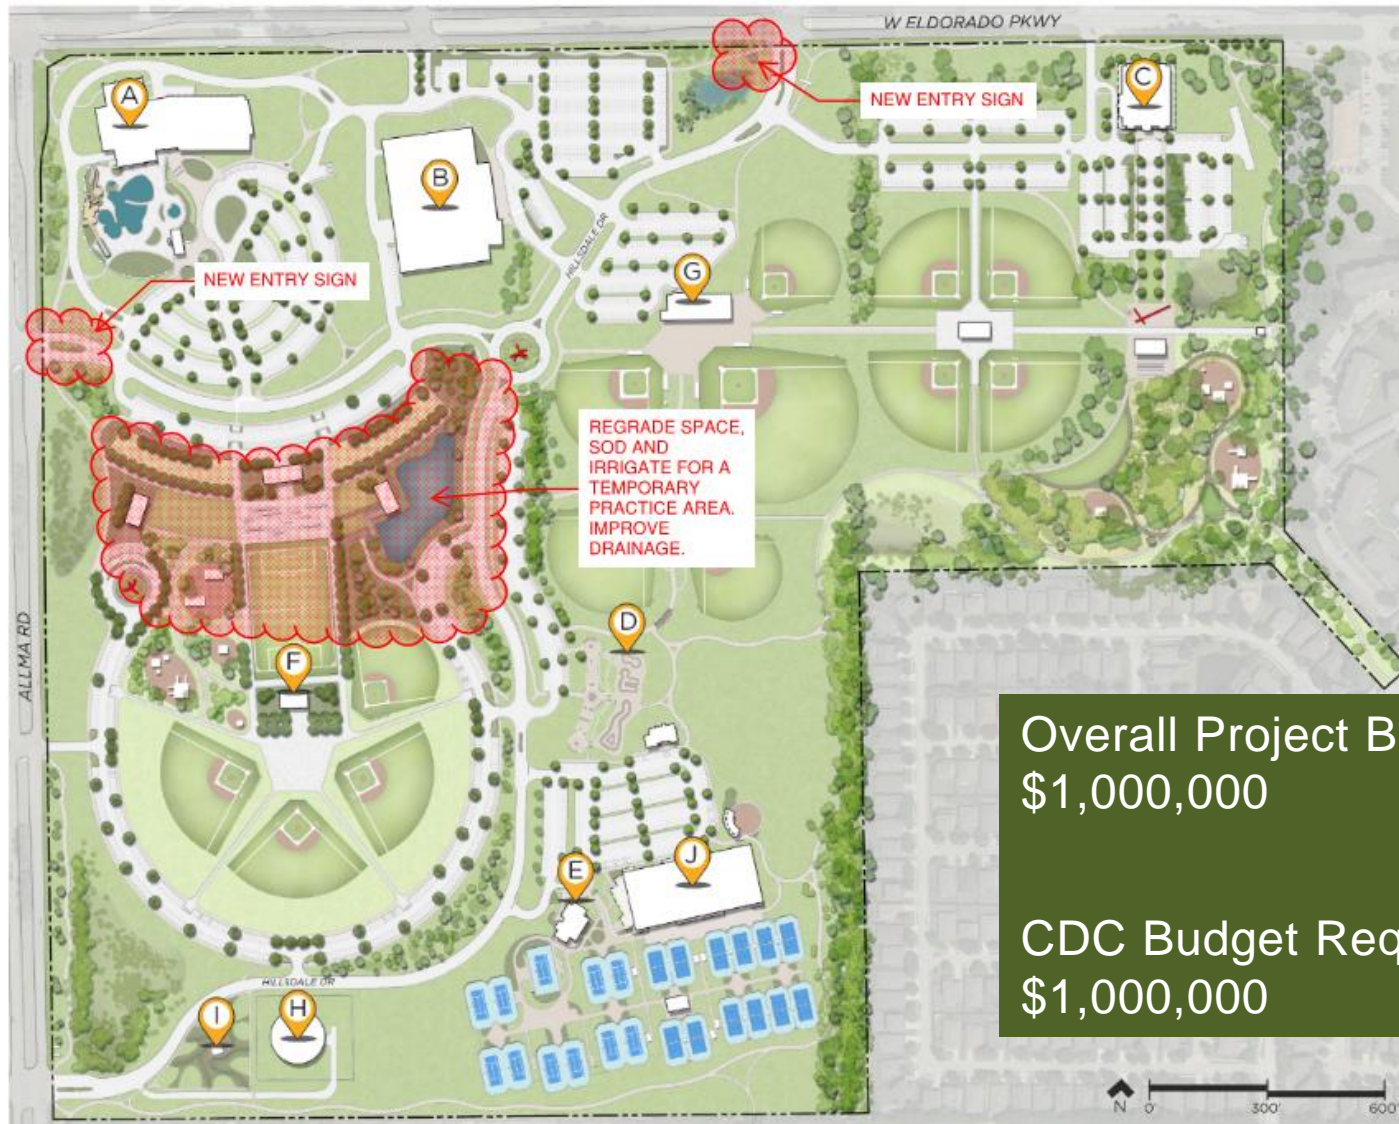 W ELDORADO PKWY
A
C
NEW ENTRY SIGN
B
HILLSDALE DR
G
NEW ENTRY SIGN
REGRADE SPACE,
SOD AND
IRRIGATE FOR A
TEMPORARY
PRACTICE AREA.
IMPROVE
DRAINAGE.
ALLMA RD
D
F
Overall Project B
$1,000,000
J
E
CDC Budget Req
$1,000,000
HILLSDALE DR
I
H
N
0'
300'
600'